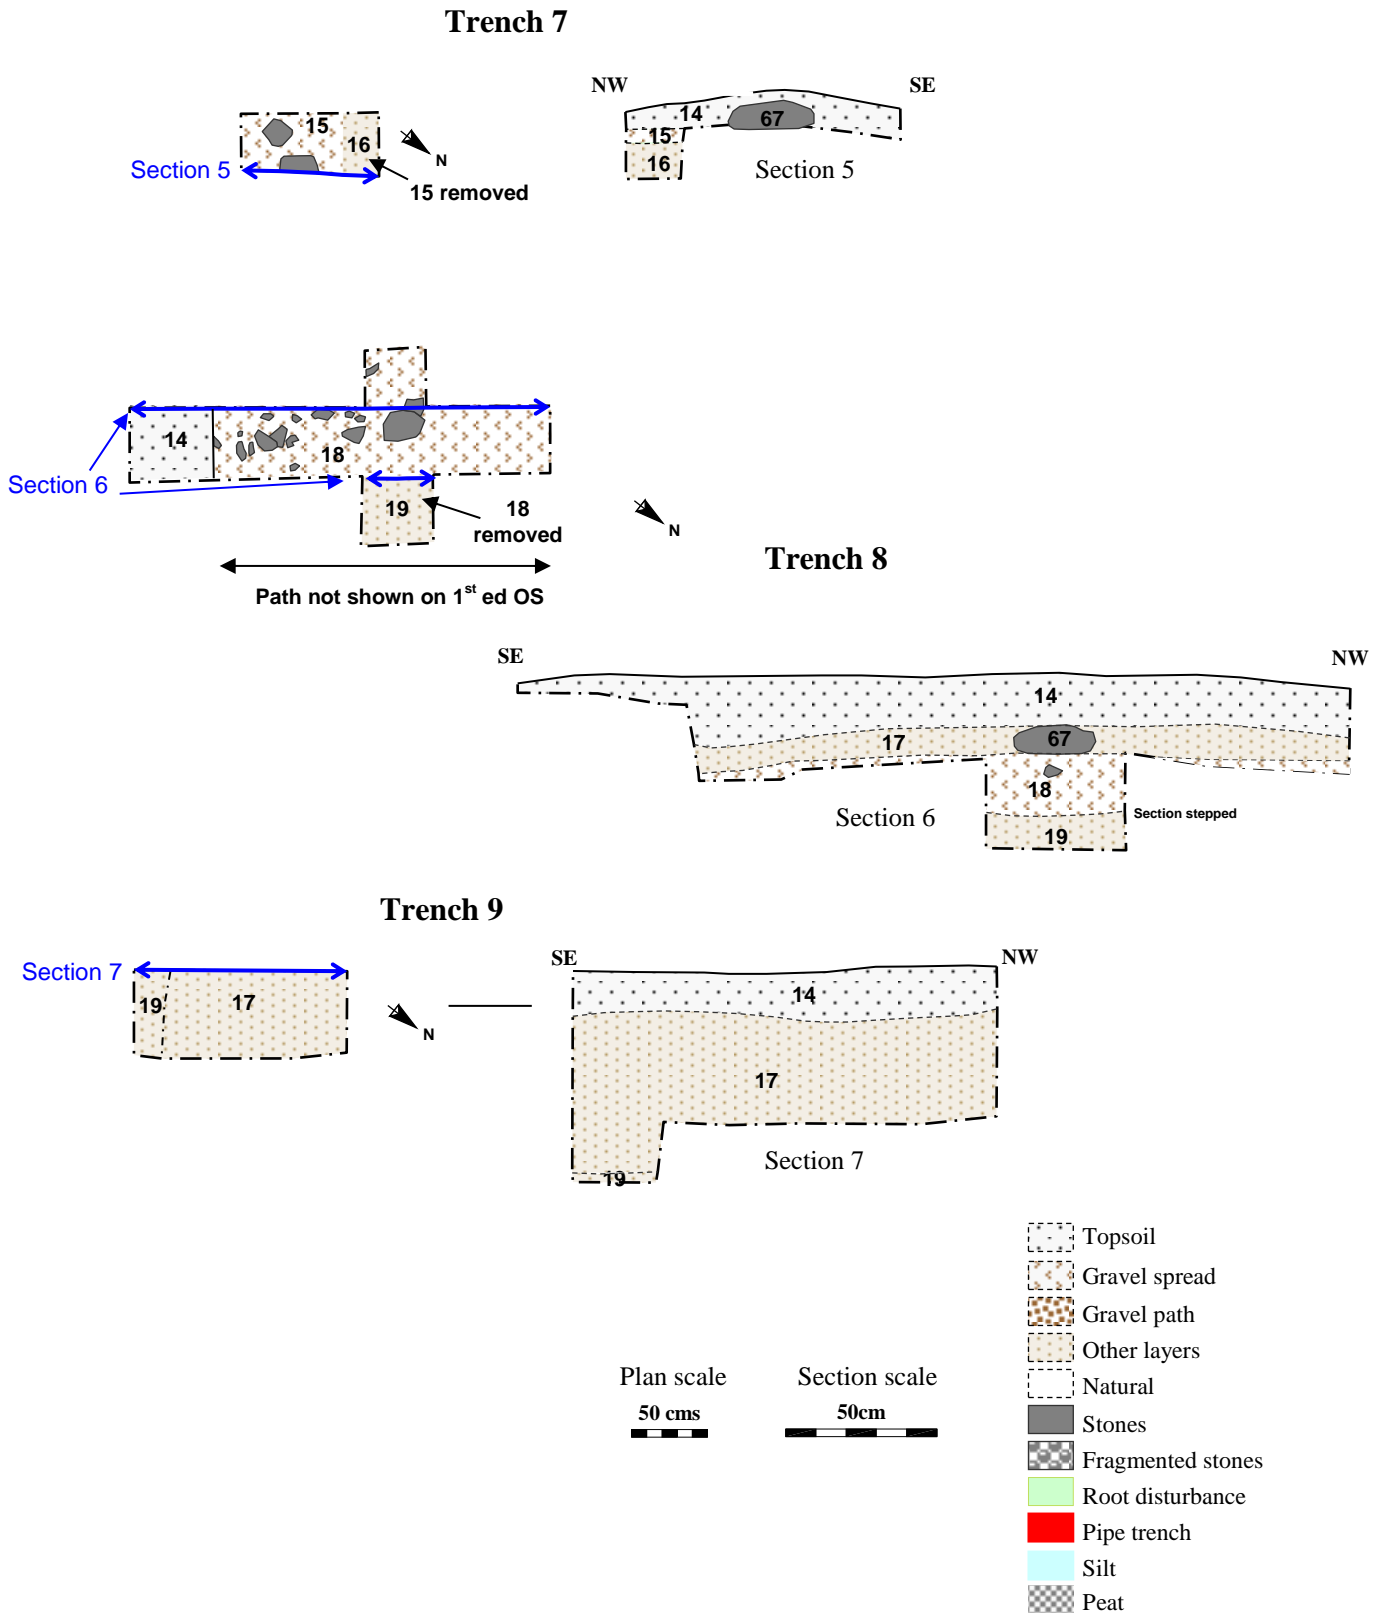 Trench 7
NW
SE
15
16
Section 5
N
15 removed
14
67
15
16
Section 5
14
18
Section 6
19
18
removed
N
Path not shown on 1st ed OS
Trench 8
SE
NW
14
17
67
18
Section 6
Section stepped
19
Trench 9
Section 7
19
17
N
SE
NW
14
17
Section 7
19
Topsoil
Gravel spread
Gravel path
Other layers
Natural
Stones
Fragmented stones
Root disturbance
Pipe trench
Silt
Peat
Plan scale
50 cms
Section scale
50cm